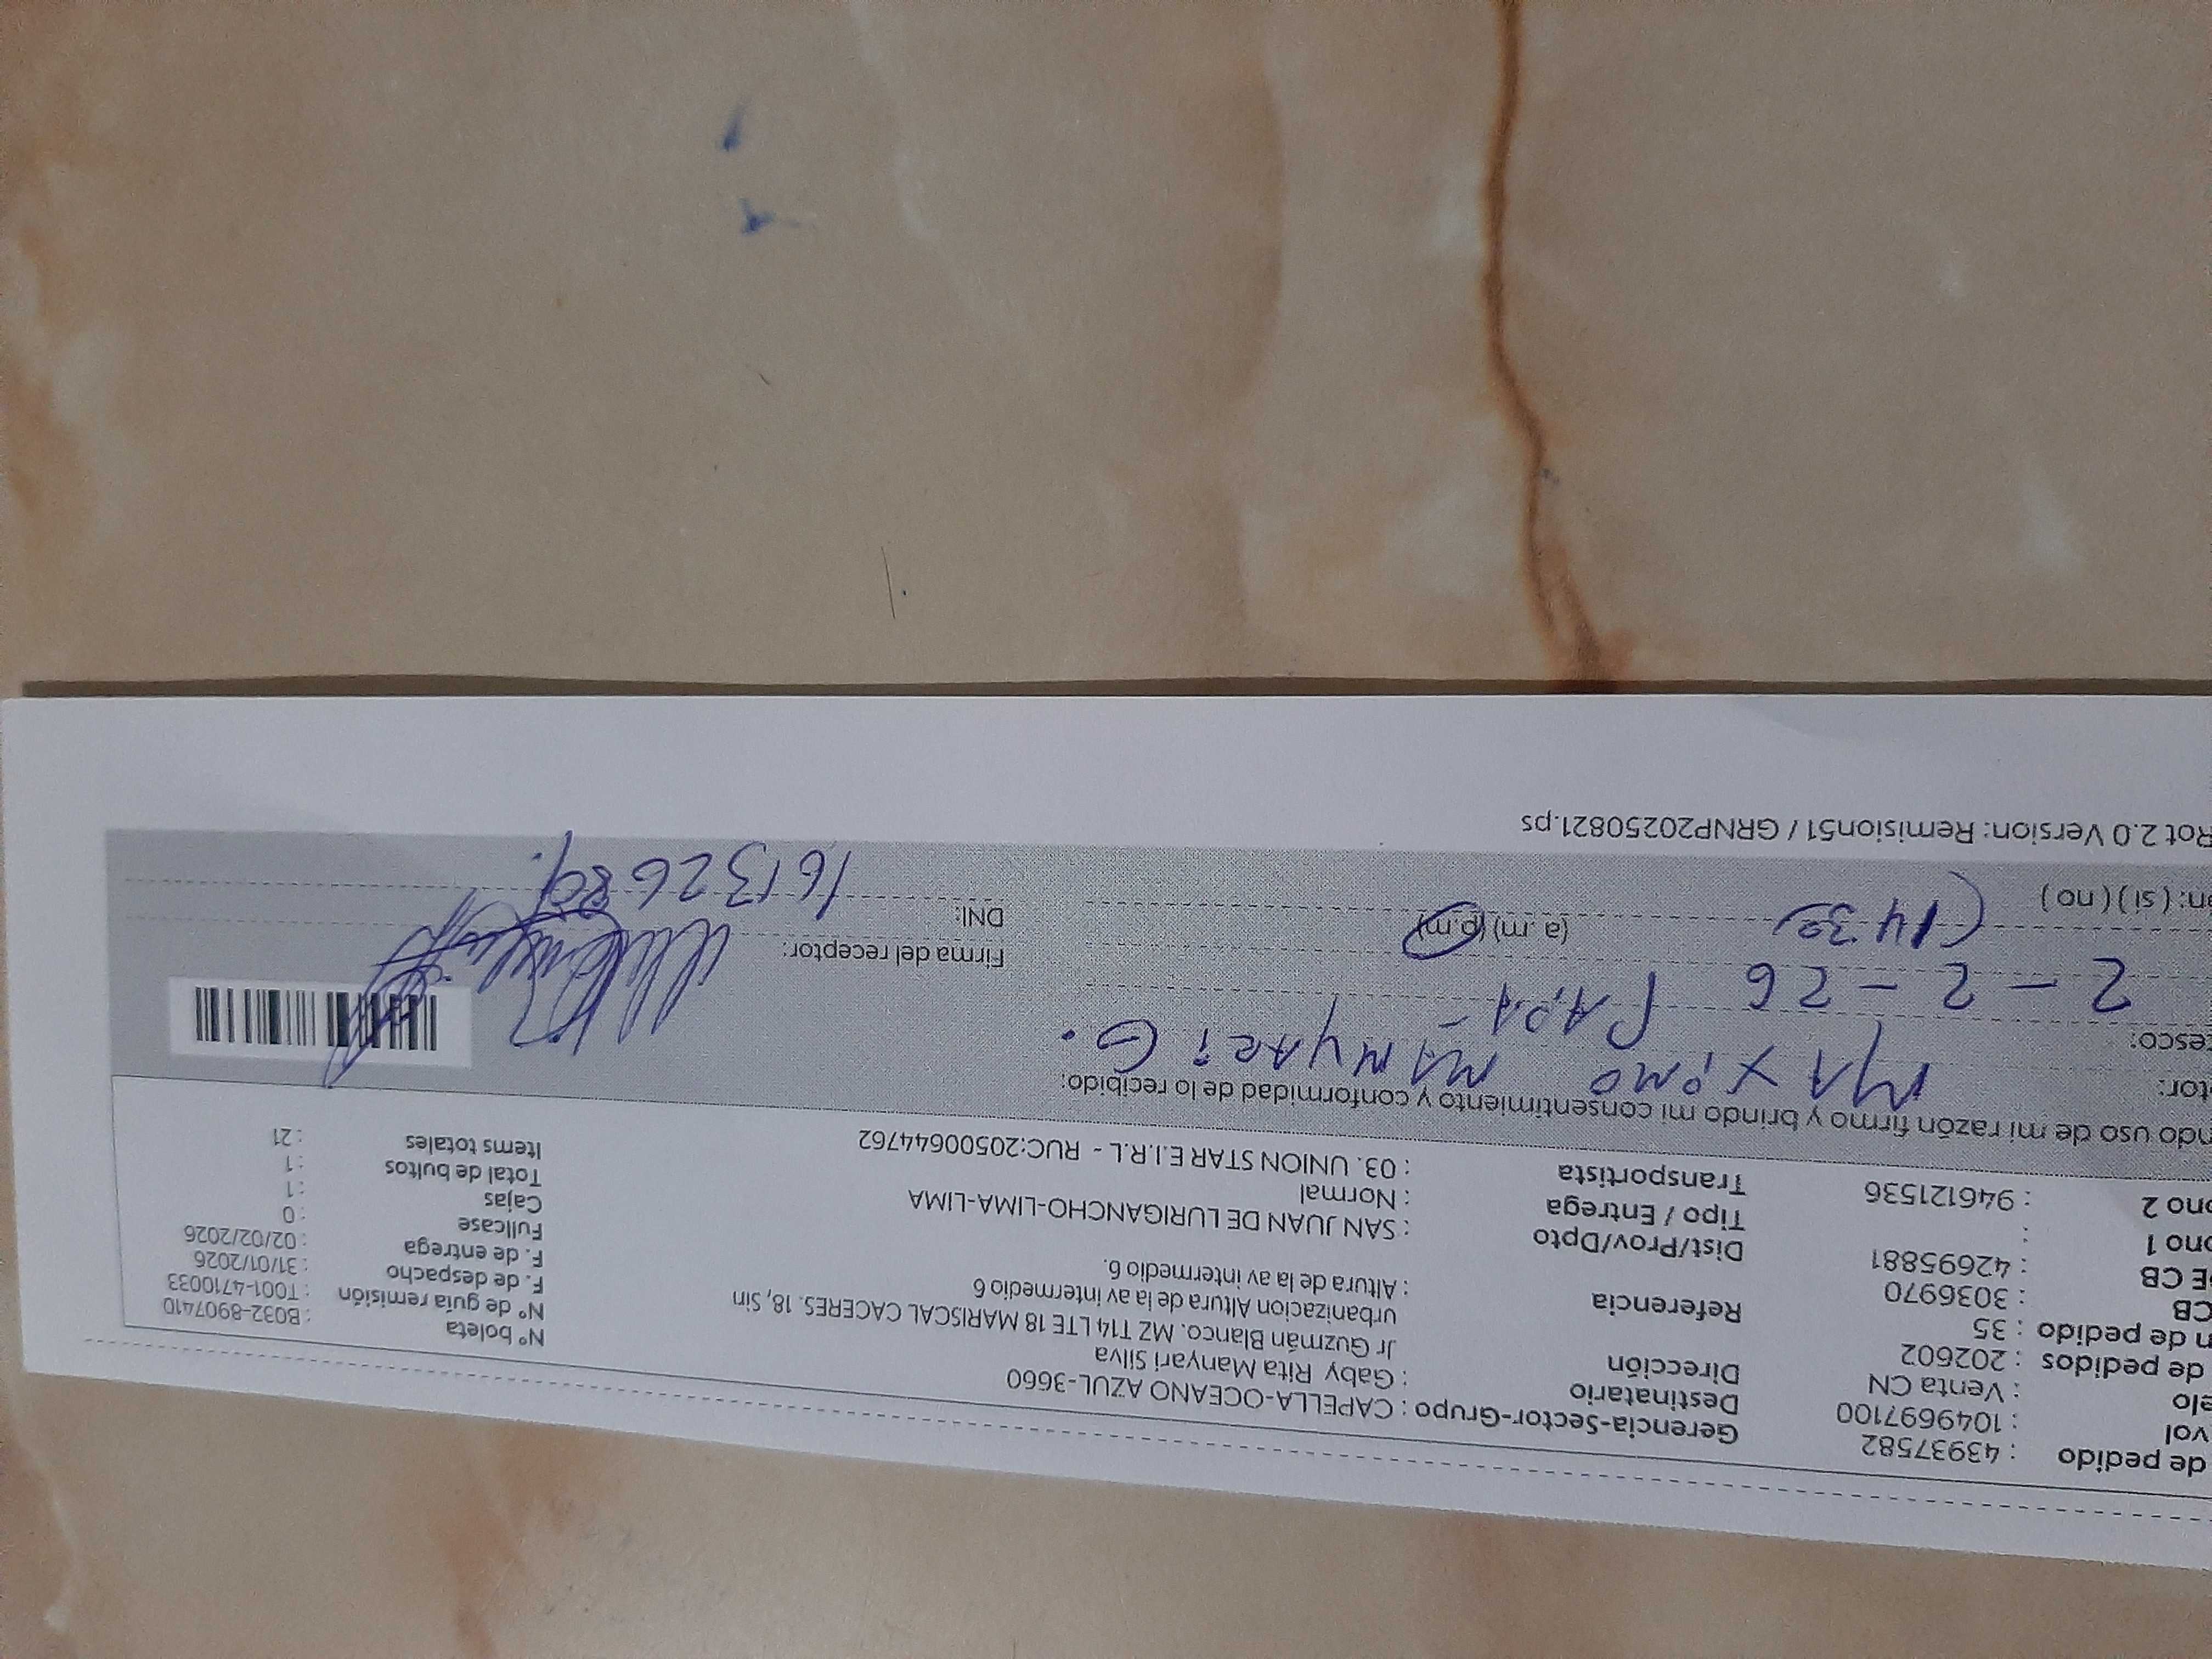 de pedido : 43937582 Gerencia-Sector-Grupo : CAPELLA-OCEANO AZUL-3660
vol : 1049697100 Destinatario : Gaby Rita Manyari Silva
elo : Venta CN Dirección Jr Guzmán Blanco. MZ T14 LTE 18 MARISCAL CACERES. 18, Sin
de pedidos : 202602 urbanizacion Altura de la av intermedio 6
n de pedido : 35 Referencia : Altura de la av intermedio 6.
CB : 3036970 Dist/Prov/Dpto : SAN JUAN DE LURIGANCHO-LIMA-LIMA
E CB : 42695881 Tipo / Entrega : Normal
ono 1 : Transportista : 03. UNION STAR E.I.R.L - RUC:20500644762
ono 2 : 946121536
N° boleta : B032-8907410
N° de guía remisión : T001-4710033
F. de despacho : 31/01/2026
F. de entrega : 02/02/2026
Fullcase : 0
Cajas : 1
Total de bultos : 1
Items totales : 21
ndo uso de mi razón firmo y brindo mi consentimiento y conformidad de lo recibido:
tor: MAXiMO MANYARi G.
esco: PAPA
2 - 2 - 26
14 30 (a.m) (p.m)
en: ( si ) ( no )
Firma del receptor:
DNI: 16132689
Rot 2.0 Version: Remision51 / GRNP20250821.ps